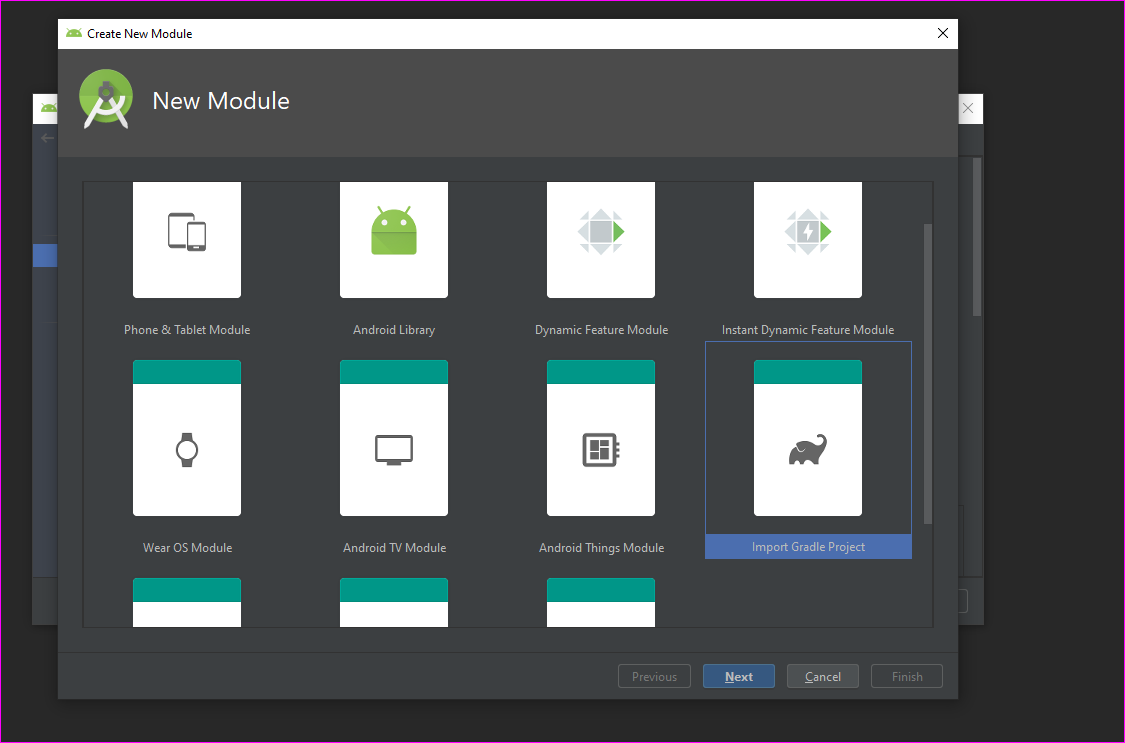 Create New Module
New Module
Phone & Tablet Module
Android Library
Dynamic Feature Module
Instant Dynamic Feature Module
Wear OS Module
Android TV Module
Android Things Module
Import Gradle Project
Previous
Next
Cancel
Finish